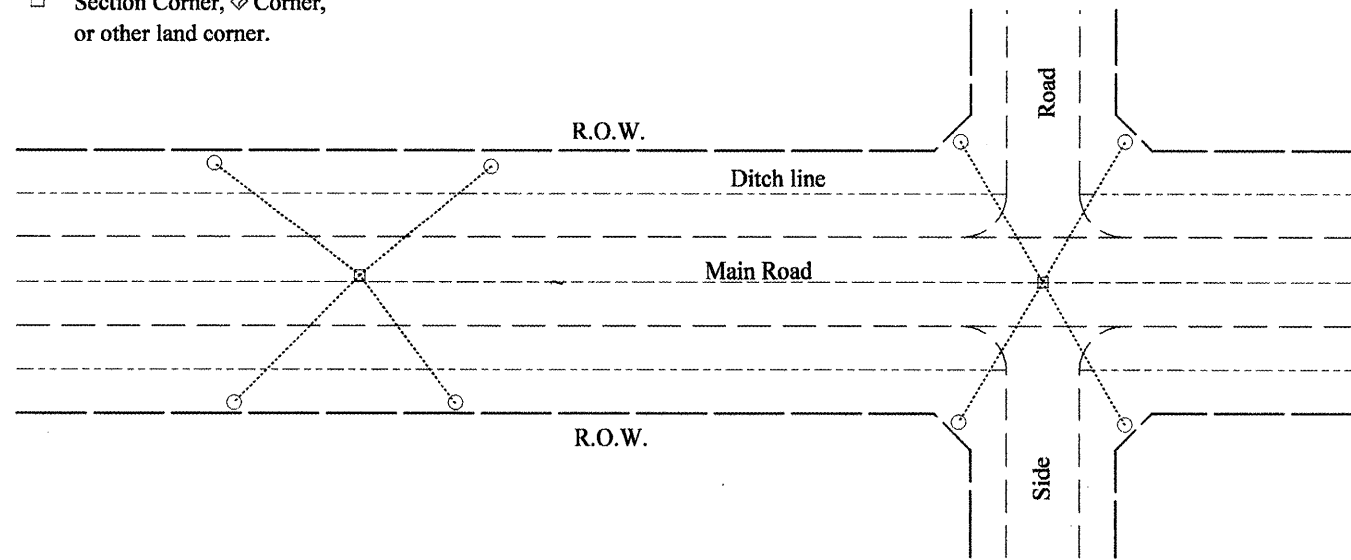 Section Corner, Corner,
or other land corner.
Road
R.O.W.
Ditch line
Main Road
R.O.W.
Side